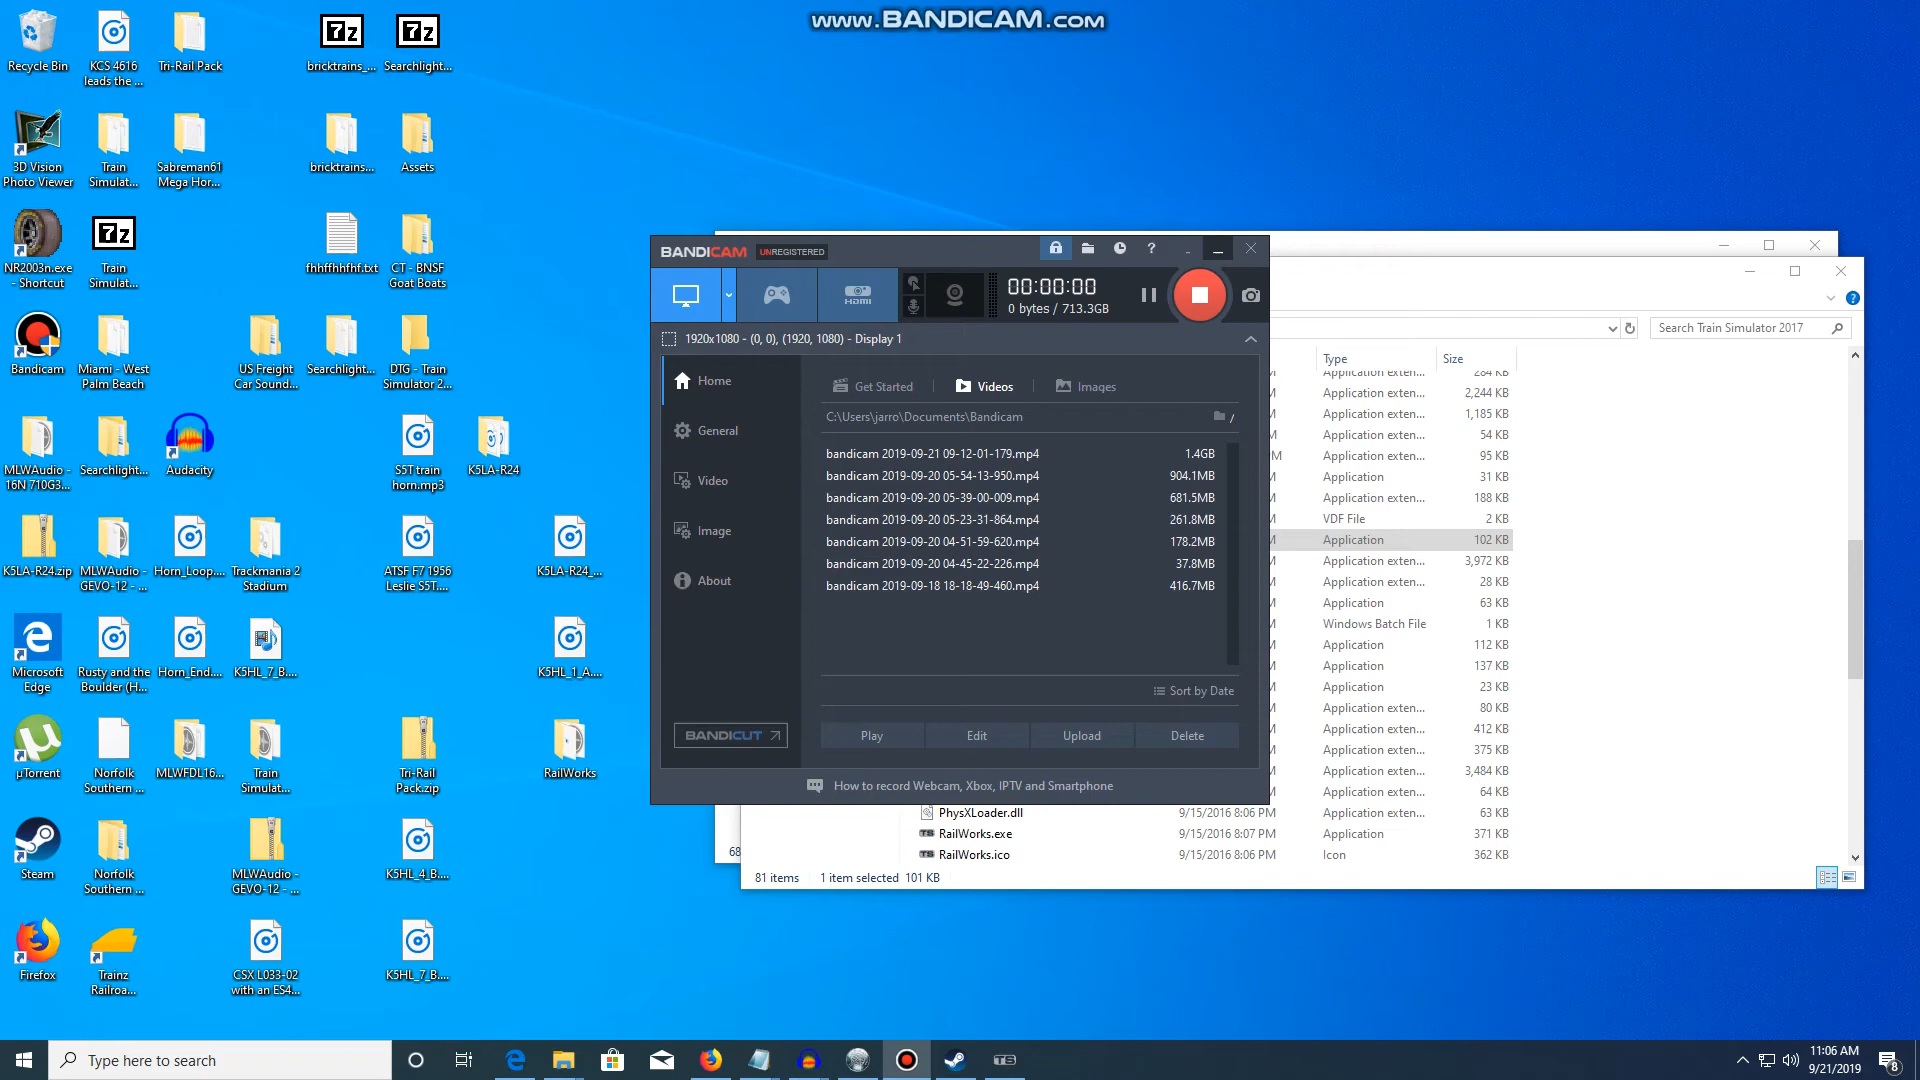 www.BANDICAM.com
Recycle Bin
KCS 4616
leads the ...
Tri-Rail Pack
bricktrains_...
Searchlight...
3D Vision
Photo Viewer
Train
Simulat...
Sabreman61
Mega Hor...
bricktrains...
Assets
NR2003n.exe
- Shortcut
Train
Simulat...
fhhffhhfhf.txt
CT - BNSF
Goat Boats
Bandicam
Miami - West
Palm Beach
US Freight
Car Sound...
Searchlight...
DTG - Train
Simulator 2...
MLWAudio -
16N 710G3...
Searchlight...
Audacity
S5T train
horn.mp3
K5LA-R24
K5LA-R24.zip
MLWAudio -
GEVO-12 - ...
Horn_Loop....
Trackmania 2
Stadium
ATSF F7 1956
Leslie S5T....
K5LA-R24_...
Microsoft
Edge
Rusty and the
Boulder (H...
Horn_End....
K5HL_7_B....
K5HL_1_A....
µTorrent
Norfolk
Southern ...
MLWFDL16...
Train
Simulat...
Tri-Rail
Pack.zip
RailWorks
Steam
Norfolk
Southern ...
MLWAudio -
GEVO-12 - ...
K5HL_4_B....
Firefox
Trainz
Railroa...
CSX L033-02
with an ES4...
K5HL_7_B....
BANDICAM UNREGISTERED
?
HDMI
00:00:00
0 bytes / 713.3GB
1920x1080 - (0, 0), (1920, 1080) - Display 1
Home
General
Video
Image
About
BANDICUT
Get Started
Videos
Images
C:\Users\jarro\Documents\Bandicam
/
bandicam 2019-09-21 09-12-01-179.mp4 1.4GB
bandicam 2019-09-20 05-54-13-950.mp4 904.1MB
bandicam 2019-09-20 05-39-00-009.mp4 681.5MB
bandicam 2019-09-20 05-23-31-864.mp4 261.8MB
bandicam 2019-09-20 04-51-59-620.mp4 178.2MB
bandicam 2019-09-20 04-45-22-226.mp4 37.8MB
bandicam 2019-09-18 18-18-49-460.mp4 416.7MB
Sort by Date
Play Edit Upload Delete
How to record Webcam, Xbox, IPTV and Smartphone
Search Train Simulator 2017
Type Size
Application exten... 284 KB
Application exten... 2,244 KB
Application exten... 1,185 KB
Application exten... 54 KB
Application exten... 95 KB
Application 31 KB
Application exten... 188 KB
VDF File 2 KB
Application 102 KB
Application exten... 3,972 KB
Application exten... 28 KB
Application 63 KB
Windows Batch File 1 KB
Application 112 KB
Application 137 KB
Application 23 KB
Application exten... 80 KB
Application exten... 412 KB
Application exten... 375 KB
Application exten... 3,484 KB
Application exten... 64 KB
PhysXLoader.dll 9/15/2016 8:06 PM Application exten... 63 KB
RailWorks.exe 9/15/2016 8:07 PM Application 371 KB
RailWorks.ico 9/15/2016 8:06 PM Icon 362 KB
68
81 items 1 item selected 101 KB
Type here to search
11:06 AM
9/21/2019
8